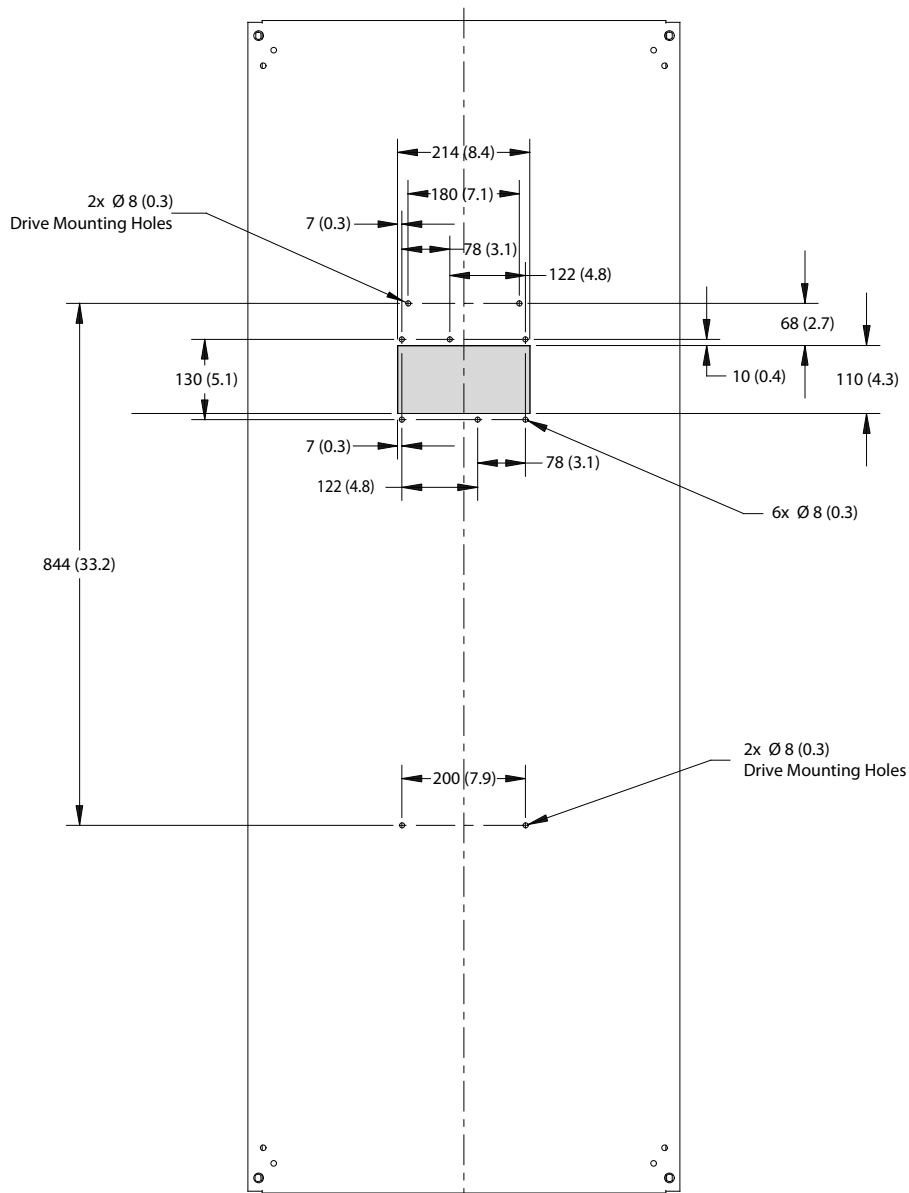 214 (8.4)
180 (7.1)
2x Ø 8 (0.3)
Drive Mounting Holes
7 (0.3)
78 (3.1)
122 (4.8)
68 (2.7)
130 (5.1)
10 (0.4)
110 (4.3)
7 (0.3)
78 (3.1)
122 (4.8)
6x Ø 8 (0.3)
844 (33.2)
2x Ø 8 (0.3)
Drive Mounting Holes
200 (7.9)